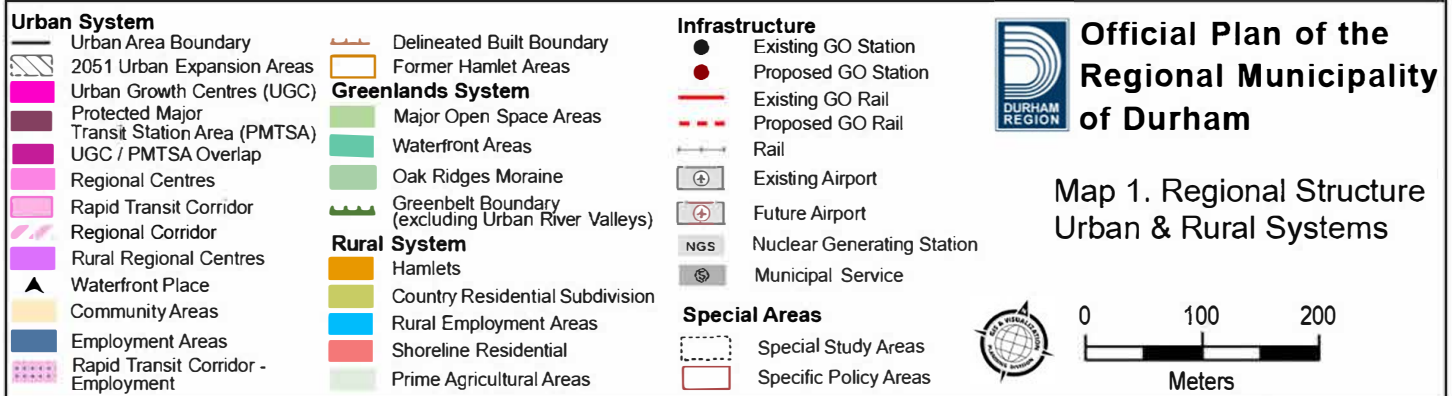 Urban System
Urban Area Boundary
2051 Urban Expansion Areas
Urban Growth Centres (UGC)
Protected Major
Transit Station Area (PMTSA)
UGC / PMTSA Overlap
Regional Centres
Rapid Transit Corridor
Regional Corridor
Rural Regional Centres
Waterfront Place
Community Areas
Employment Areas
Rapid Transit Corridor -
Employment
Delineated Built Boundary
Former Hamlet Areas
Greenlands System
Major Open Space Areas
Waterfront Areas
Oak Ridges Moraine
Greenbelt Boundary
(excluding Urban River Valleys)
Rural System
Hamlets
Country Residential Subdivision
Rural Employment Areas
Shoreline Residential
Prime Agricultural Areas
Infrastructure
Existing GO Station
Proposed GO Station
Existing GO Rail
Proposed GO Rail
Rail
Existing Airport
Future Airport
NGS Nuclear Generating Station
S Municipal Service
Special Areas
Special Study Areas
Specific Policy Areas
DURHAM
REGION
Official Plan of the
Regional Municipality
of Durham
Map 1. Regional Structure
Urban & Rural Systems
GIS & VISUALIZATION
PLANNING DIVISION
0 100 200
Meters